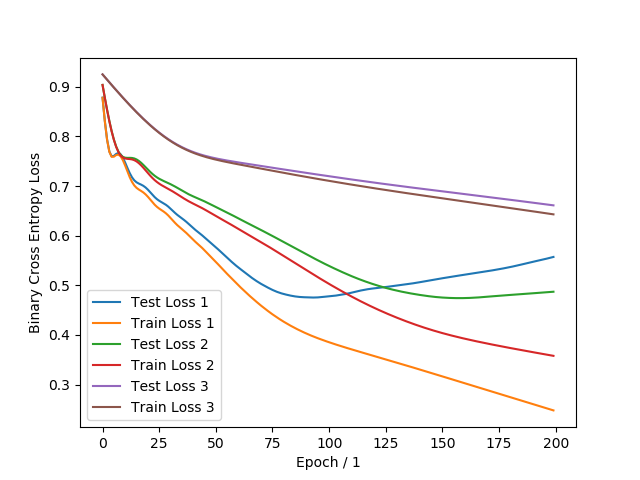 0.9
0.8
0.7
0.6
0.5
0.4
0.3
Binary Cross Entropy Loss
Test Loss 1
Train Loss 1
Test Loss 2
Train Loss 2
Test Loss 3
Train Loss 3
0 25 50 75 100 125 150 175 200
Epoch / 1